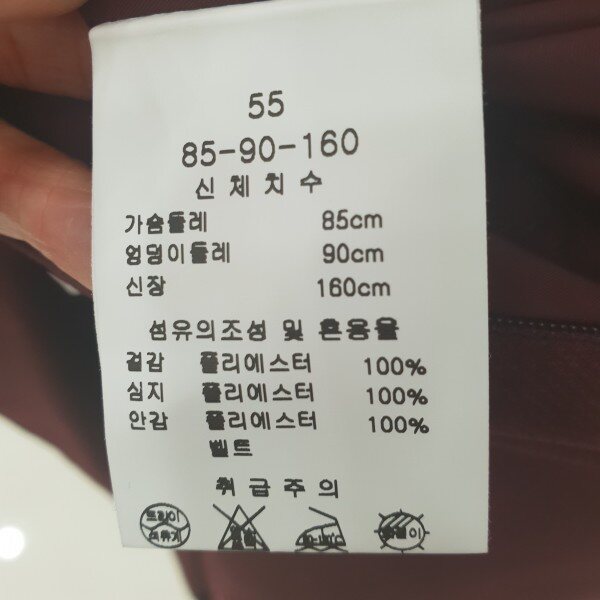 55
85-90-160
신체치수
가슴둘레 85cm
엉덩이둘레 90cm
신장 160cm
섬유의조성 및 혼용율
겉감 폴리에스터 100%
심지 폴리에스터 100%
안감 폴리에스터 100%
벨트
취급주의
드라이